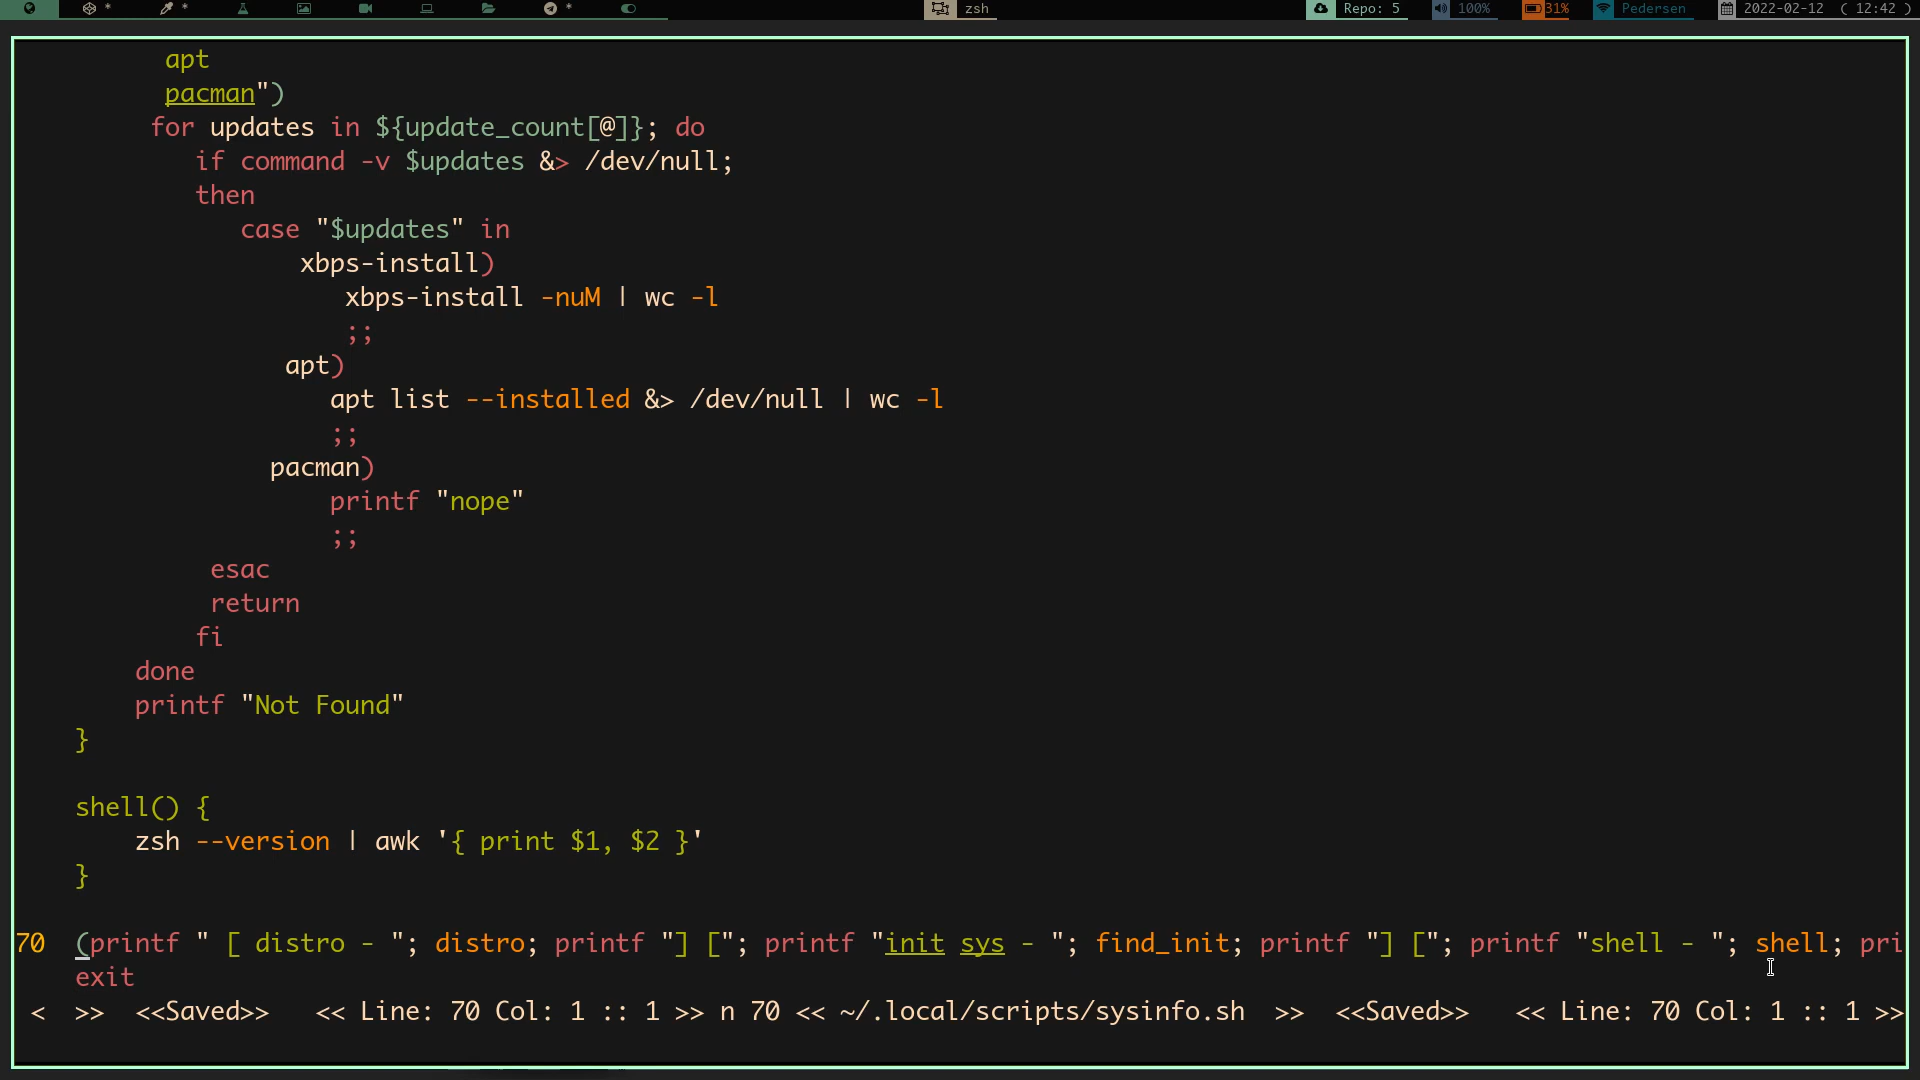 * * * zsh Repo: 5 100% 31% Pedersen 2022-02-12 ( 12:42 )
apt
pacman")
for updates in ${update_count[@]}; do
if command -v $updates &> /dev/null;
then
case "$updates" in
xbps-install)
xbps-install -nuM | wc -l
;;
apt)
apt list --installed &> /dev/null | wc -l
;;
pacman)
printf "nope"
;;
esac
return
fi
done
printf "Not Found"
}
shell() {
zsh --version | awk '{ print $1, $2 }'
}
70 (printf " [ distro - "; distro; printf "] ["; printf "init sys - "; find_init; printf "] ["; printf "shell - "; shell; pri
exit
< >> <<Saved>> << Line: 70 Col: 1 :: 1 >> n 70 << ~/.local/scripts/sysinfo.sh >> <<Saved>> << Line: 70 Col: 1 :: 1 >>